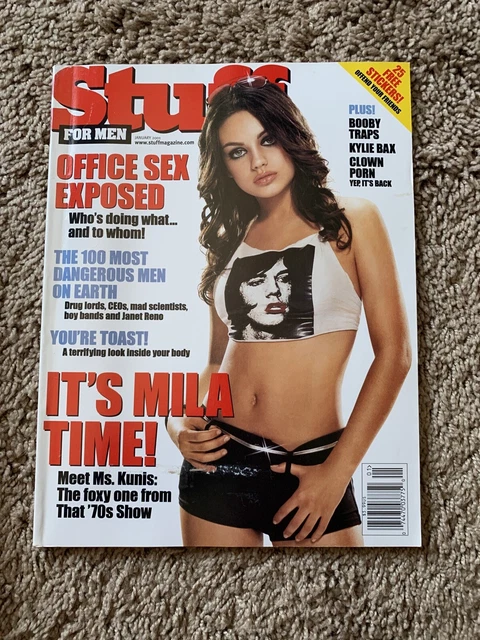 Stuff
FOR MEN
JANUARY 2001
www.stuffmagazine.com
25
FREE
STICKERS!
OFFEND YOUR FRIENDS
PLUS!
BOOBY
TRAPS
KYLIE BAX
CLOWN
PORN
YEP, IT'S BACK
OFFICE SEX
EXPOSED
Who's doing what...
and to whom!
THE 100 MOST
DANGEROUS MEN
ON EARTH
Drug lords, CEOs, mad scientists,
boy bands and Janet Reno
YOU'RE TOAST!
A terrifying look inside your body
IT'S MILA
TIME!
Meet Ms. Kunis:
The foxy one from
That '70s Show